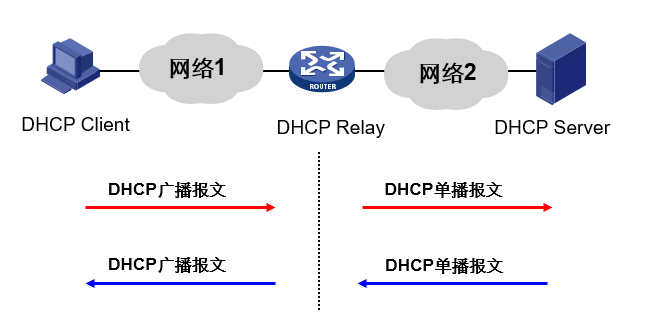 网络1
网络2
ROUTER
DHCP Client
DHCP Relay
DHCP Server
DHCP广播报文
DHCP单播报文
DHCP广播报文
DHCP单播报文